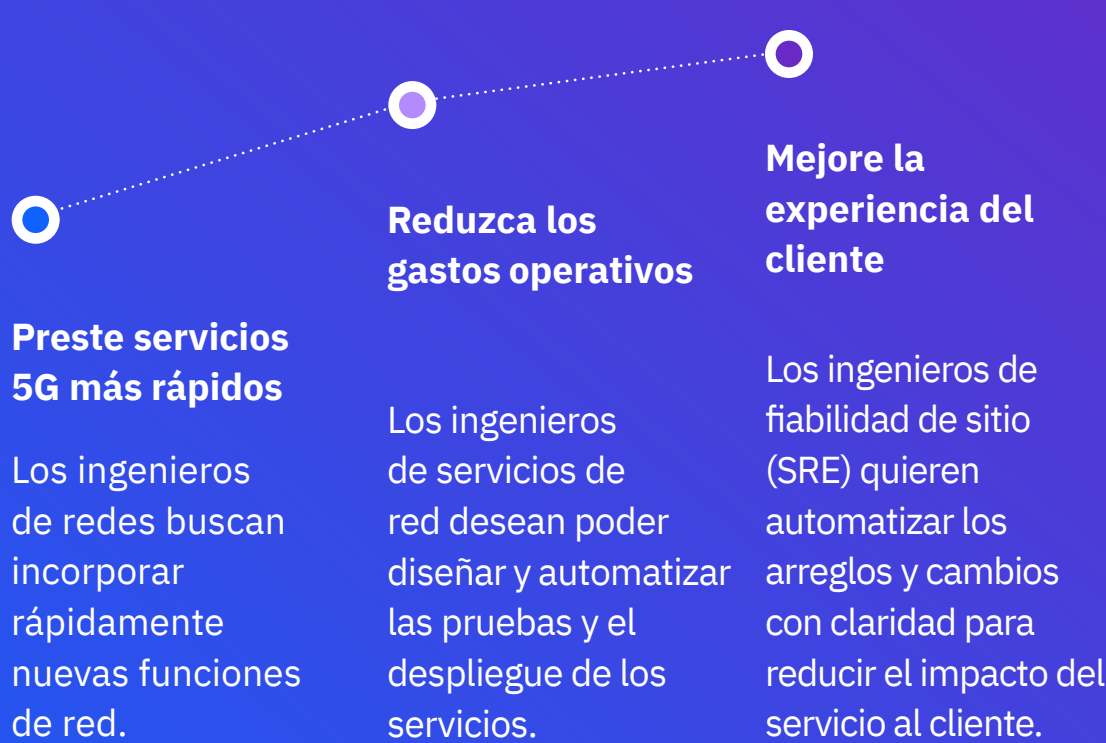 Preste servicios
5G más rápidos
Los ingenieros
de redes buscan
incorporar
rápidamente
nuevas funciones
de red.
Reduzca los
gastos operativos
Los ingenieros
de servicios de
red desean poder
diseñar y automatizar
las pruebas y el
despliegue de los
servicios.
Mejore la
experiencia del
cliente
Los ingenieros de
fiabilidad de sitio
(SRE) quieren
automatizar los
arreglos y cambios
con claridad para
reducir el impacto del
servicio al cliente.